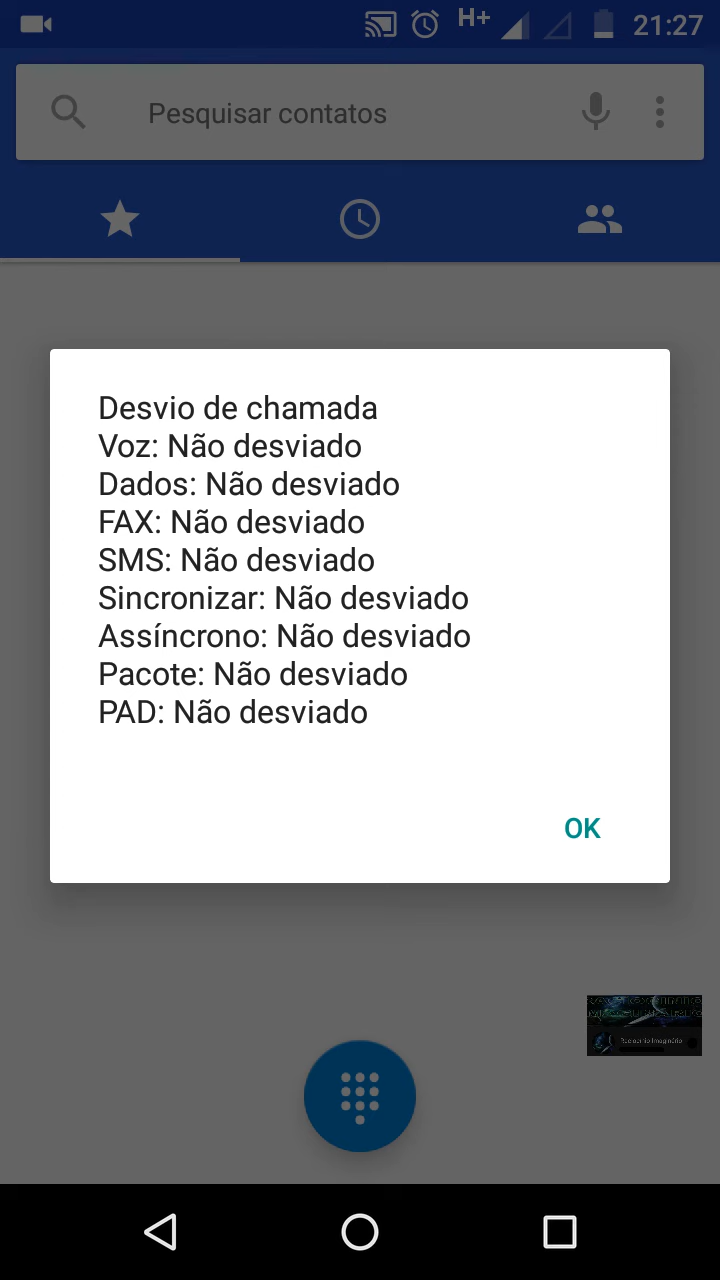 H+ 21:27
Pesquisar contatos
Desvio de chamada
Voz: Não desviado
Dados: Não desviado
FAX: Não desviado
SMS: Não desviado
Sincronizar: Não desviado
Assíncrono: Não desviado
Pacote: Não desviado
PAD: Não desviado
OK